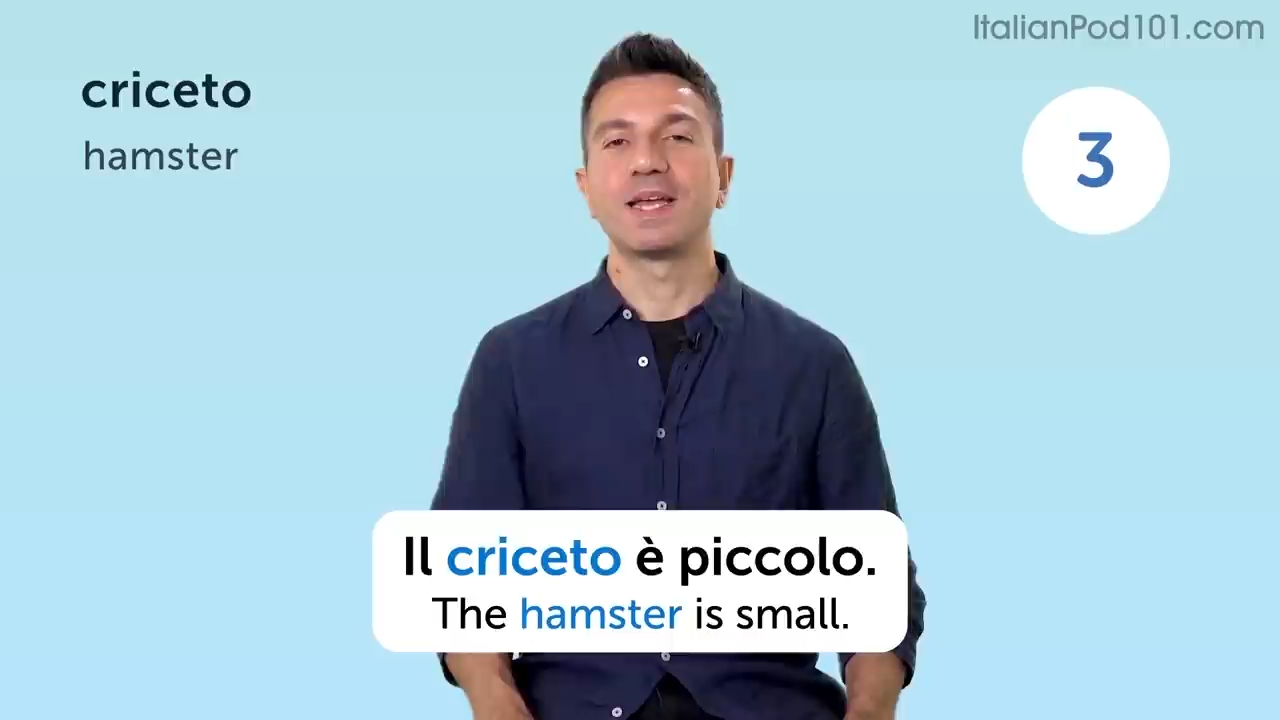 ItalianPod101.com
criceto
hamster
3
Il criceto è piccolo.
The hamster is small.